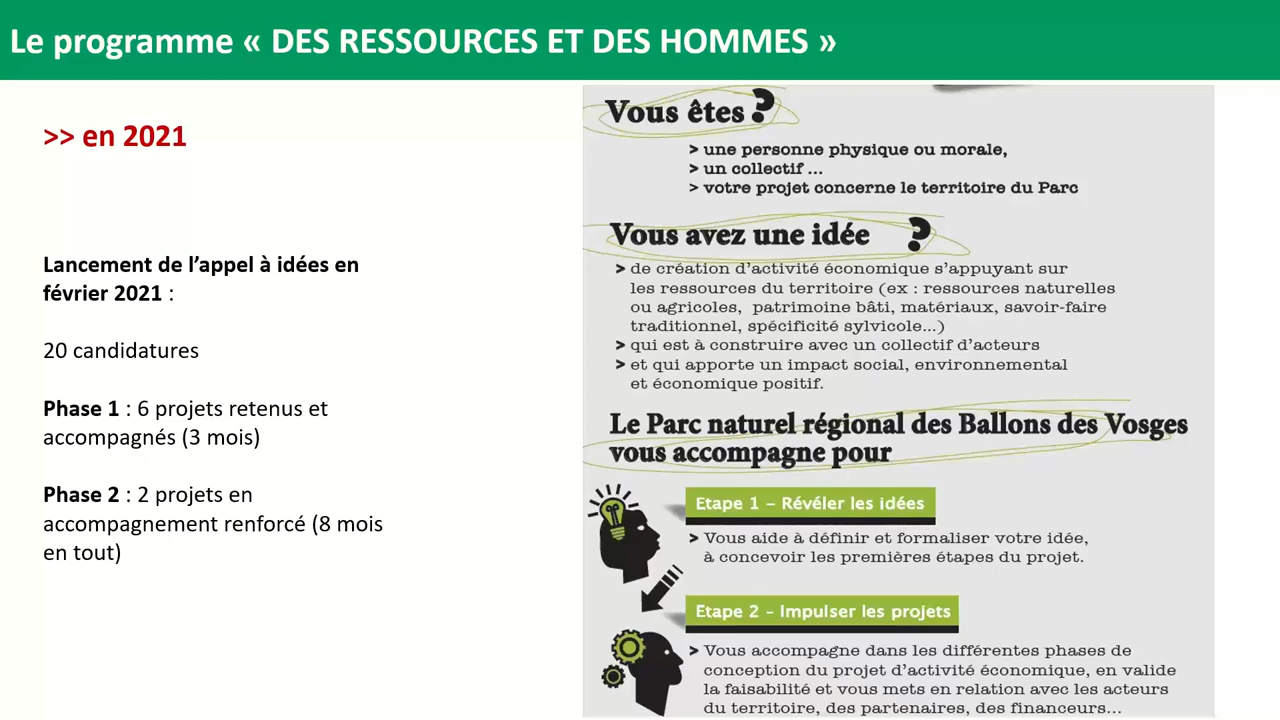 Le programme « DES RESSOURCES ET DES HOMMES »
>> en 2021
Lancement de l’appel à idées en
février 2021 :
20 candidatures
Phase 1 : 6 projets retenus et
accompagnés (3 mois)
Phase 2 : 2 projets en
accompagnement renforcé (8 mois
en tout)
Vous êtes ?
> une personne physique ou morale,
> un collectif ...
> votre projet concerne le territoire du Parc
Vous avez une idée ?
> de création d’activité économique s’appuyant sur
les ressources du territoire (ex : ressources naturelles
ou agricoles, patrimoine bâti, matériaux, savoir-faire
traditionnel, spécificité sylvicole...)
> qui est à construire avec un collectif d’acteurs
> et qui apporte un impact social, environnemental
et économique positif.
Le Parc naturel régional des Ballons des Vosges
vous accompagne pour
Etape 1 – Révéler les idées
> Vous aide à définir et formaliser votre idée,
à concevoir les premières étapes du projet.
Etape 2 – Impulser les projets
> Vous accompagne dans les différentes phases de
conception du projet d’activité économique, en valide
la faisabilité et vous mets en relation avec les acteurs
du territoire, des partenaires, des financeurs...